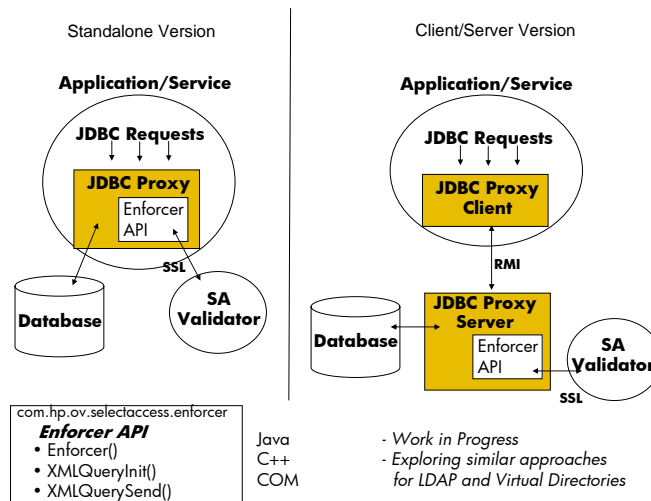 Standalone Version
Application/Service
JDBC Requests
JDBC Proxy
Enforcer
API
SSL
Database
SA
Validator
Client/Server Version
Application/Service
JDBC Requests
JDBC Proxy
Client
RMI
JDBC Proxy
Server
Enforcer
API
Database
SA
Validator
SSL
com.hp.ov.selectaccess.enforcer
Enforcer API
• Enforcer()
• XMLQueryInit()
• XMLQuerySend()
Java
C++
COM
- Work in Progress
- Exploring similar approaches
for LDAP and Virtual Directories